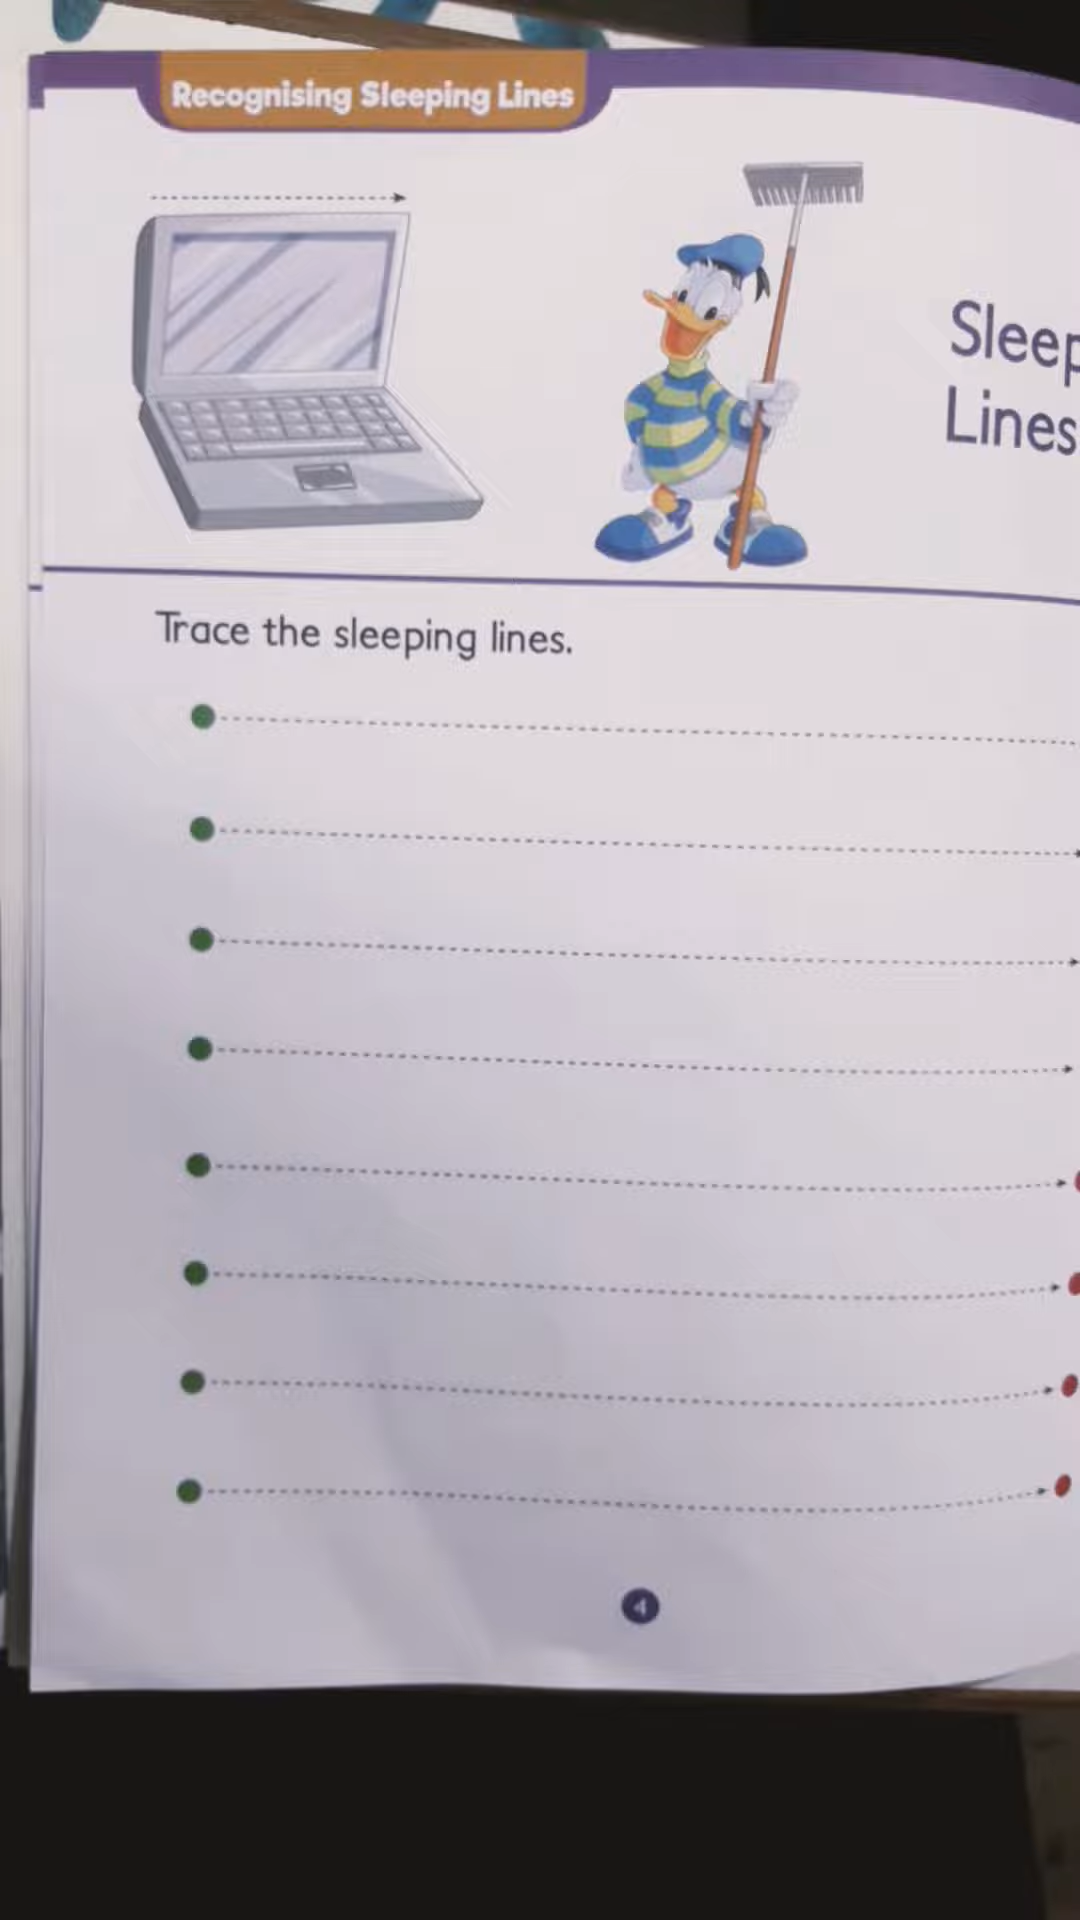 Recognising Sleeping Lines
Sleep
Lines
Trace the sleeping lines.
4